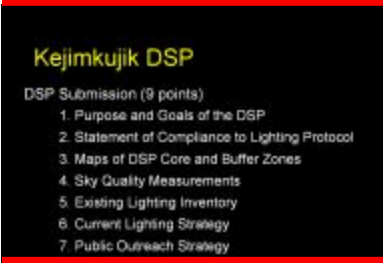 Kejimkujik DSP
DSP Submission (9 points)
1. Purpose and Goals of the DSP
2. Statement of Compliance to Lighting Protocol
3. Maps of DSP Core and Buffer Zones
4. Sky Quality Measurements
5. Existing Lighting Inventory
6. Current Lighting Strategy
7. Public Outreach Strategy